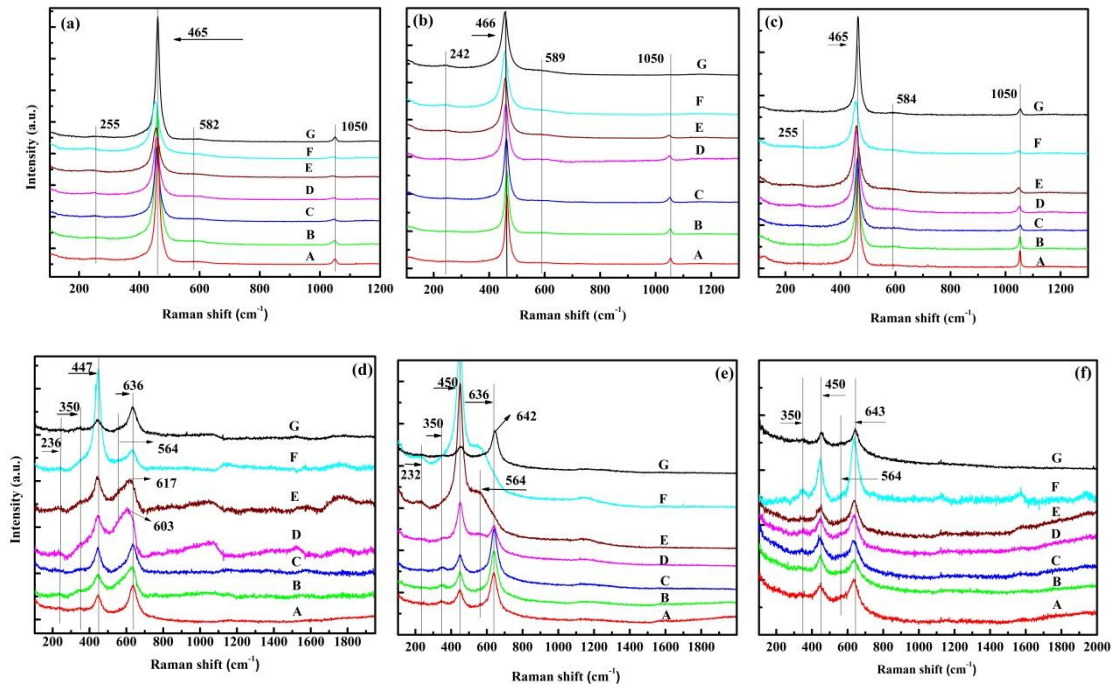 (a)
465
255
582
1050
G
F
E
D
C
B
A
200 400 600 800 1000 1200
Raman shift (cm⁻¹)
Intensity (a.u.)
(b)
466
242
589
1050
G
F
E
D
C
B
A
200 400 600 800 1000 1200
Raman shift (cm⁻¹)
(c)
465
255
584
1050
G
F
E
D
C
B
A
200 400 600 800 1000 1200
Raman shift (cm⁻¹)
(d)
447
636
350
236
564
617
603
G
F
E
D
C
B
A
200 400 600 800 1000 1200 1400 1600 1800
Raman shift (cm⁻¹)
Intensity (a.u.)
(e)
450
636
642
350
232
564
G
F
E
D
C
B
A
200 400 600 800 1000 1200 1400 1600 1800 2000
Raman shift (cm⁻¹)
(f)
450
350
643
564
G
F
E
D
C
B
A
200 400 600 800 1000 1200 1400 1600 1800 2000
Raman shift (cm⁻¹)